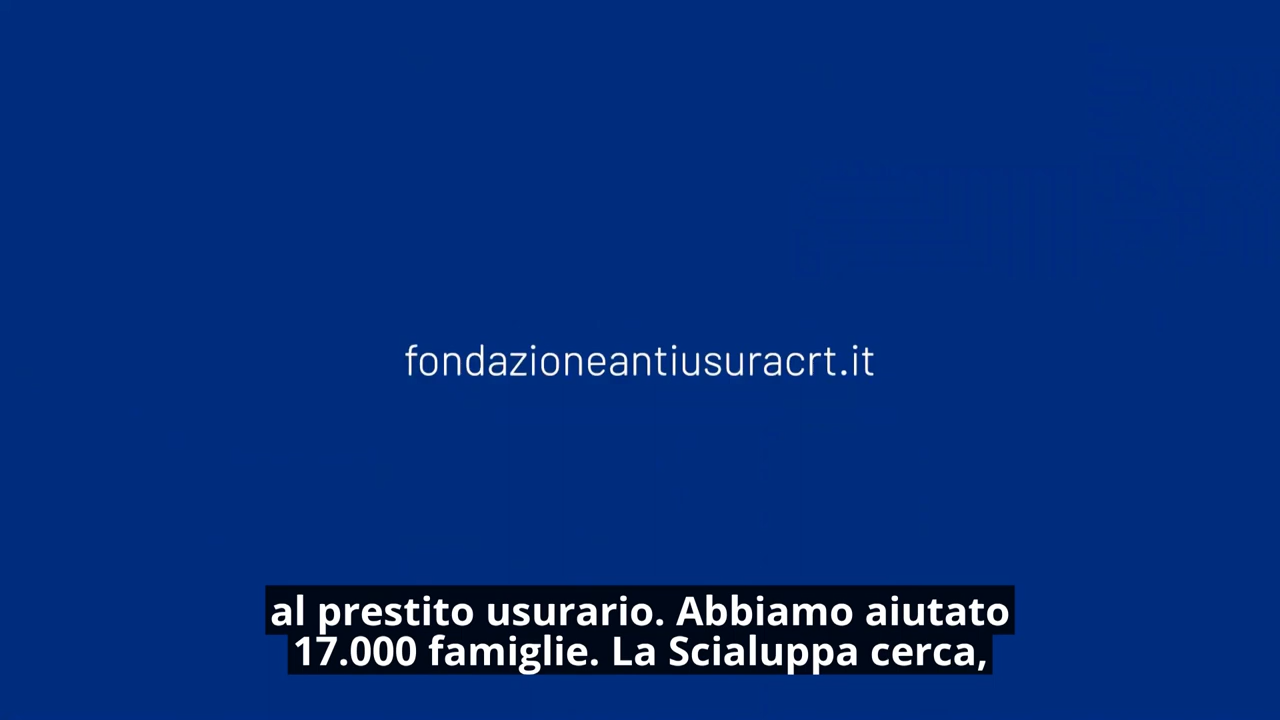 fondazioneantiusuracrt.it
al prestito usurario. Abbiamo aiutato
17.000 famiglie. La Scialuppa cerca,